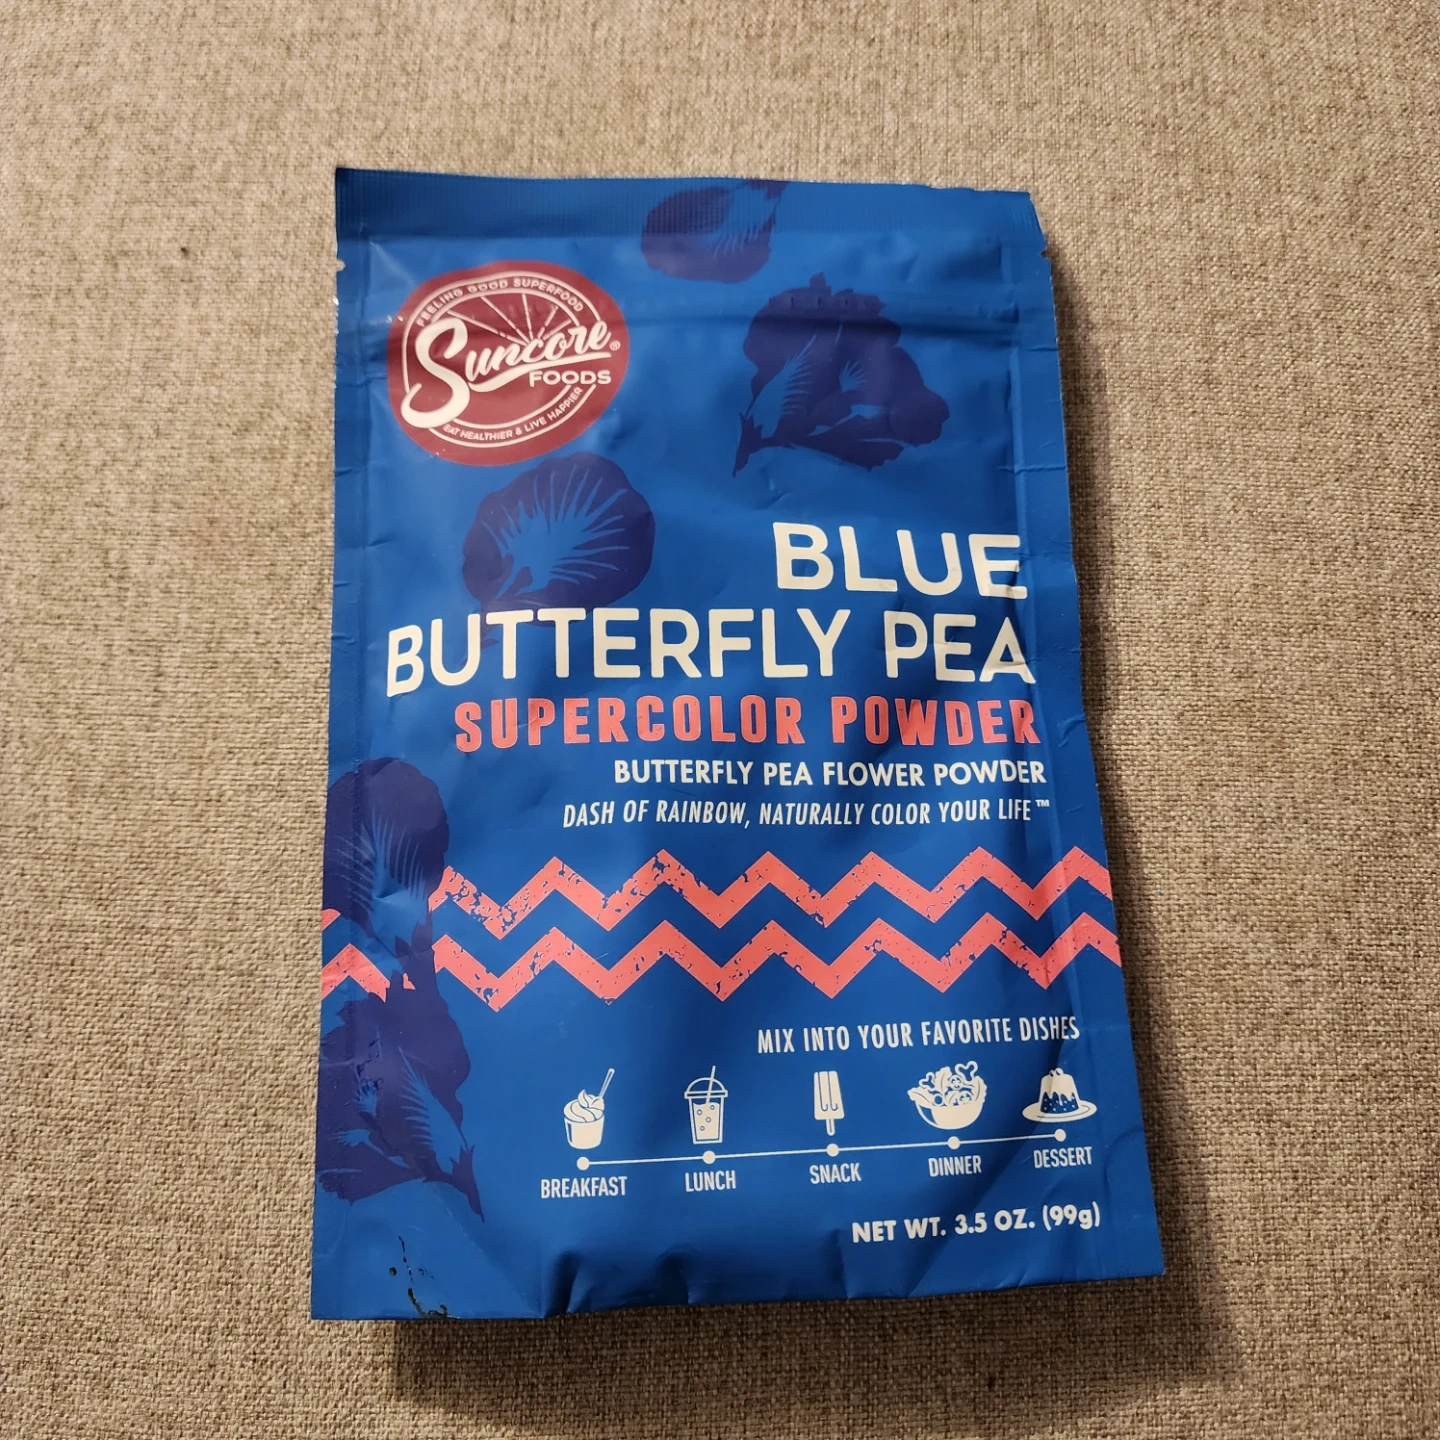 FEELING GOOD SUPERFOOD
Suncore®
FOODS
EAT HEALTHIER & LIVE HAPPIER
BLUE
BUTTERFLY PEA
SUPERCOLOR POWDER
BUTTERFLY PEA FLOWER POWDER
DASH OF RAINBOW, NATURALLY COLOR YOUR LIFE™
MIX INTO YOUR FAVORITE DISHES
BREAKFAST LUNCH SNACK DINNER DESSERT
NET WT. 3.5 OZ. (99g)